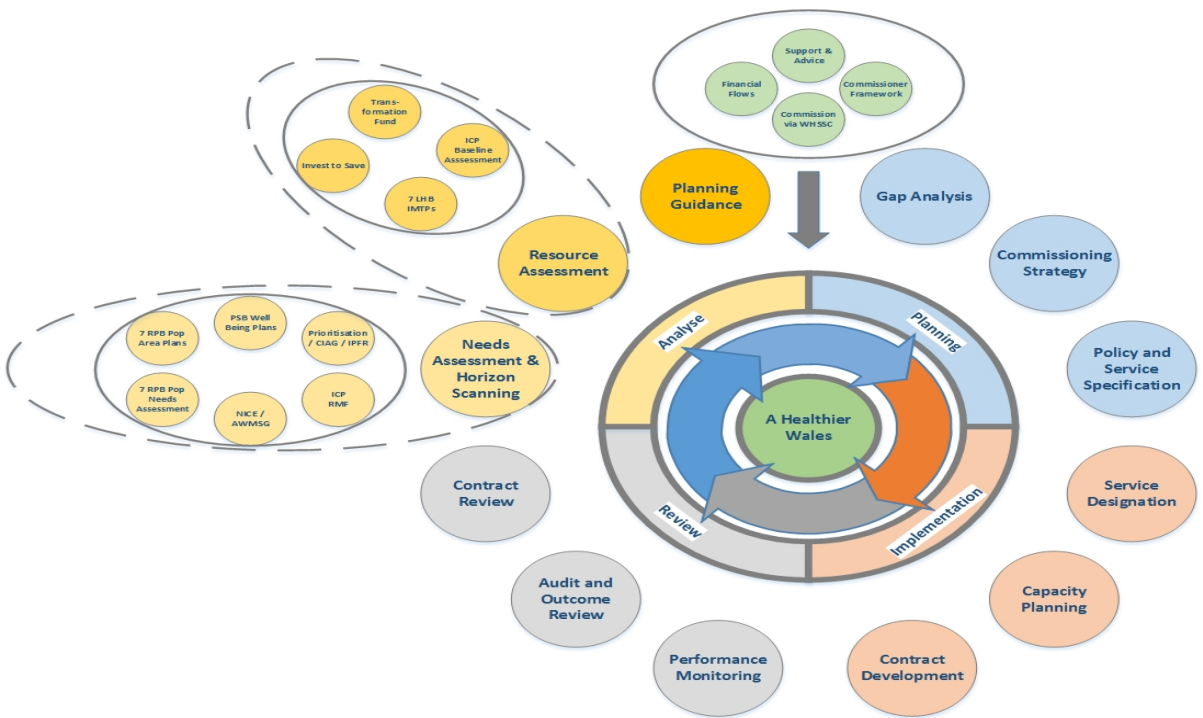 Support &
Advice
Financial
Flows
Commissioner
Framework
Commission
via WHSSC
Trans-
formation
Fund
ICP
Baseline
Asssessment
Invest to Save
7 LHB
IMTPs
Planning
Guidance
Gap Analysis
Resource
Assessment
Commissioning
Strategy
PSB Well
Being Plans
7 RPB Pop
Area Plans
Prioritisation
/ CIAG / IPFR
7 RPB Pop
Needs
Assessment
NICE /
AWMSG
ICP
RMF
Needs
Assessment &
Horizon
Scanning
Analyse
Planning
Policy and
Service
Specification
A Healthier
Wales
Contract
Review
Review
Implementation
Service
Designation
Audit and
Outcome
Review
Capacity
Planning
Performance
Monitoring
Contract
Development